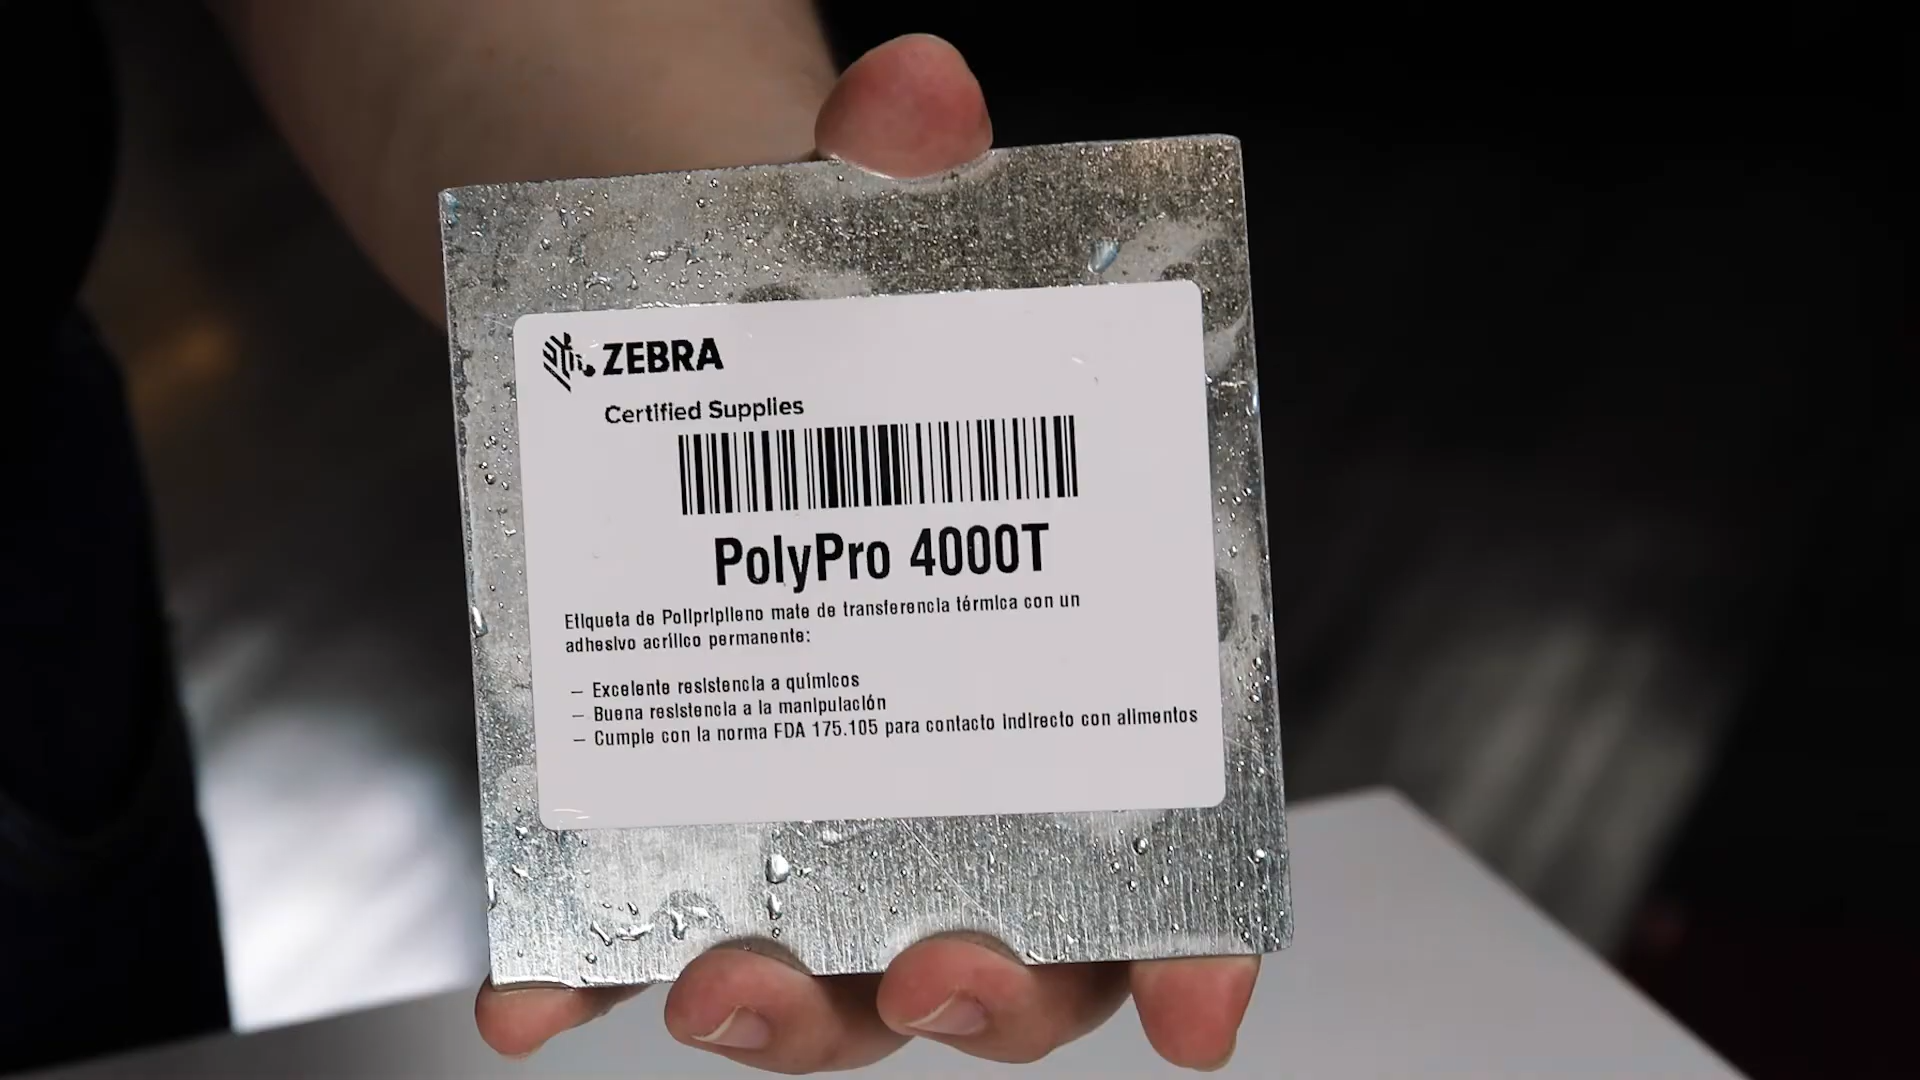 ZEBRA
Certified Supplies
PolyPro 4000T
Etiqueta de Polipripileno mate de transferencia térmica con un
adhesivo acrílico permanente:
– Excelente resistencia a químicos
– Buena resistencia a la manipulación
– Cumple con la norma FDA 175.105 para contacto indirecto con alimentos